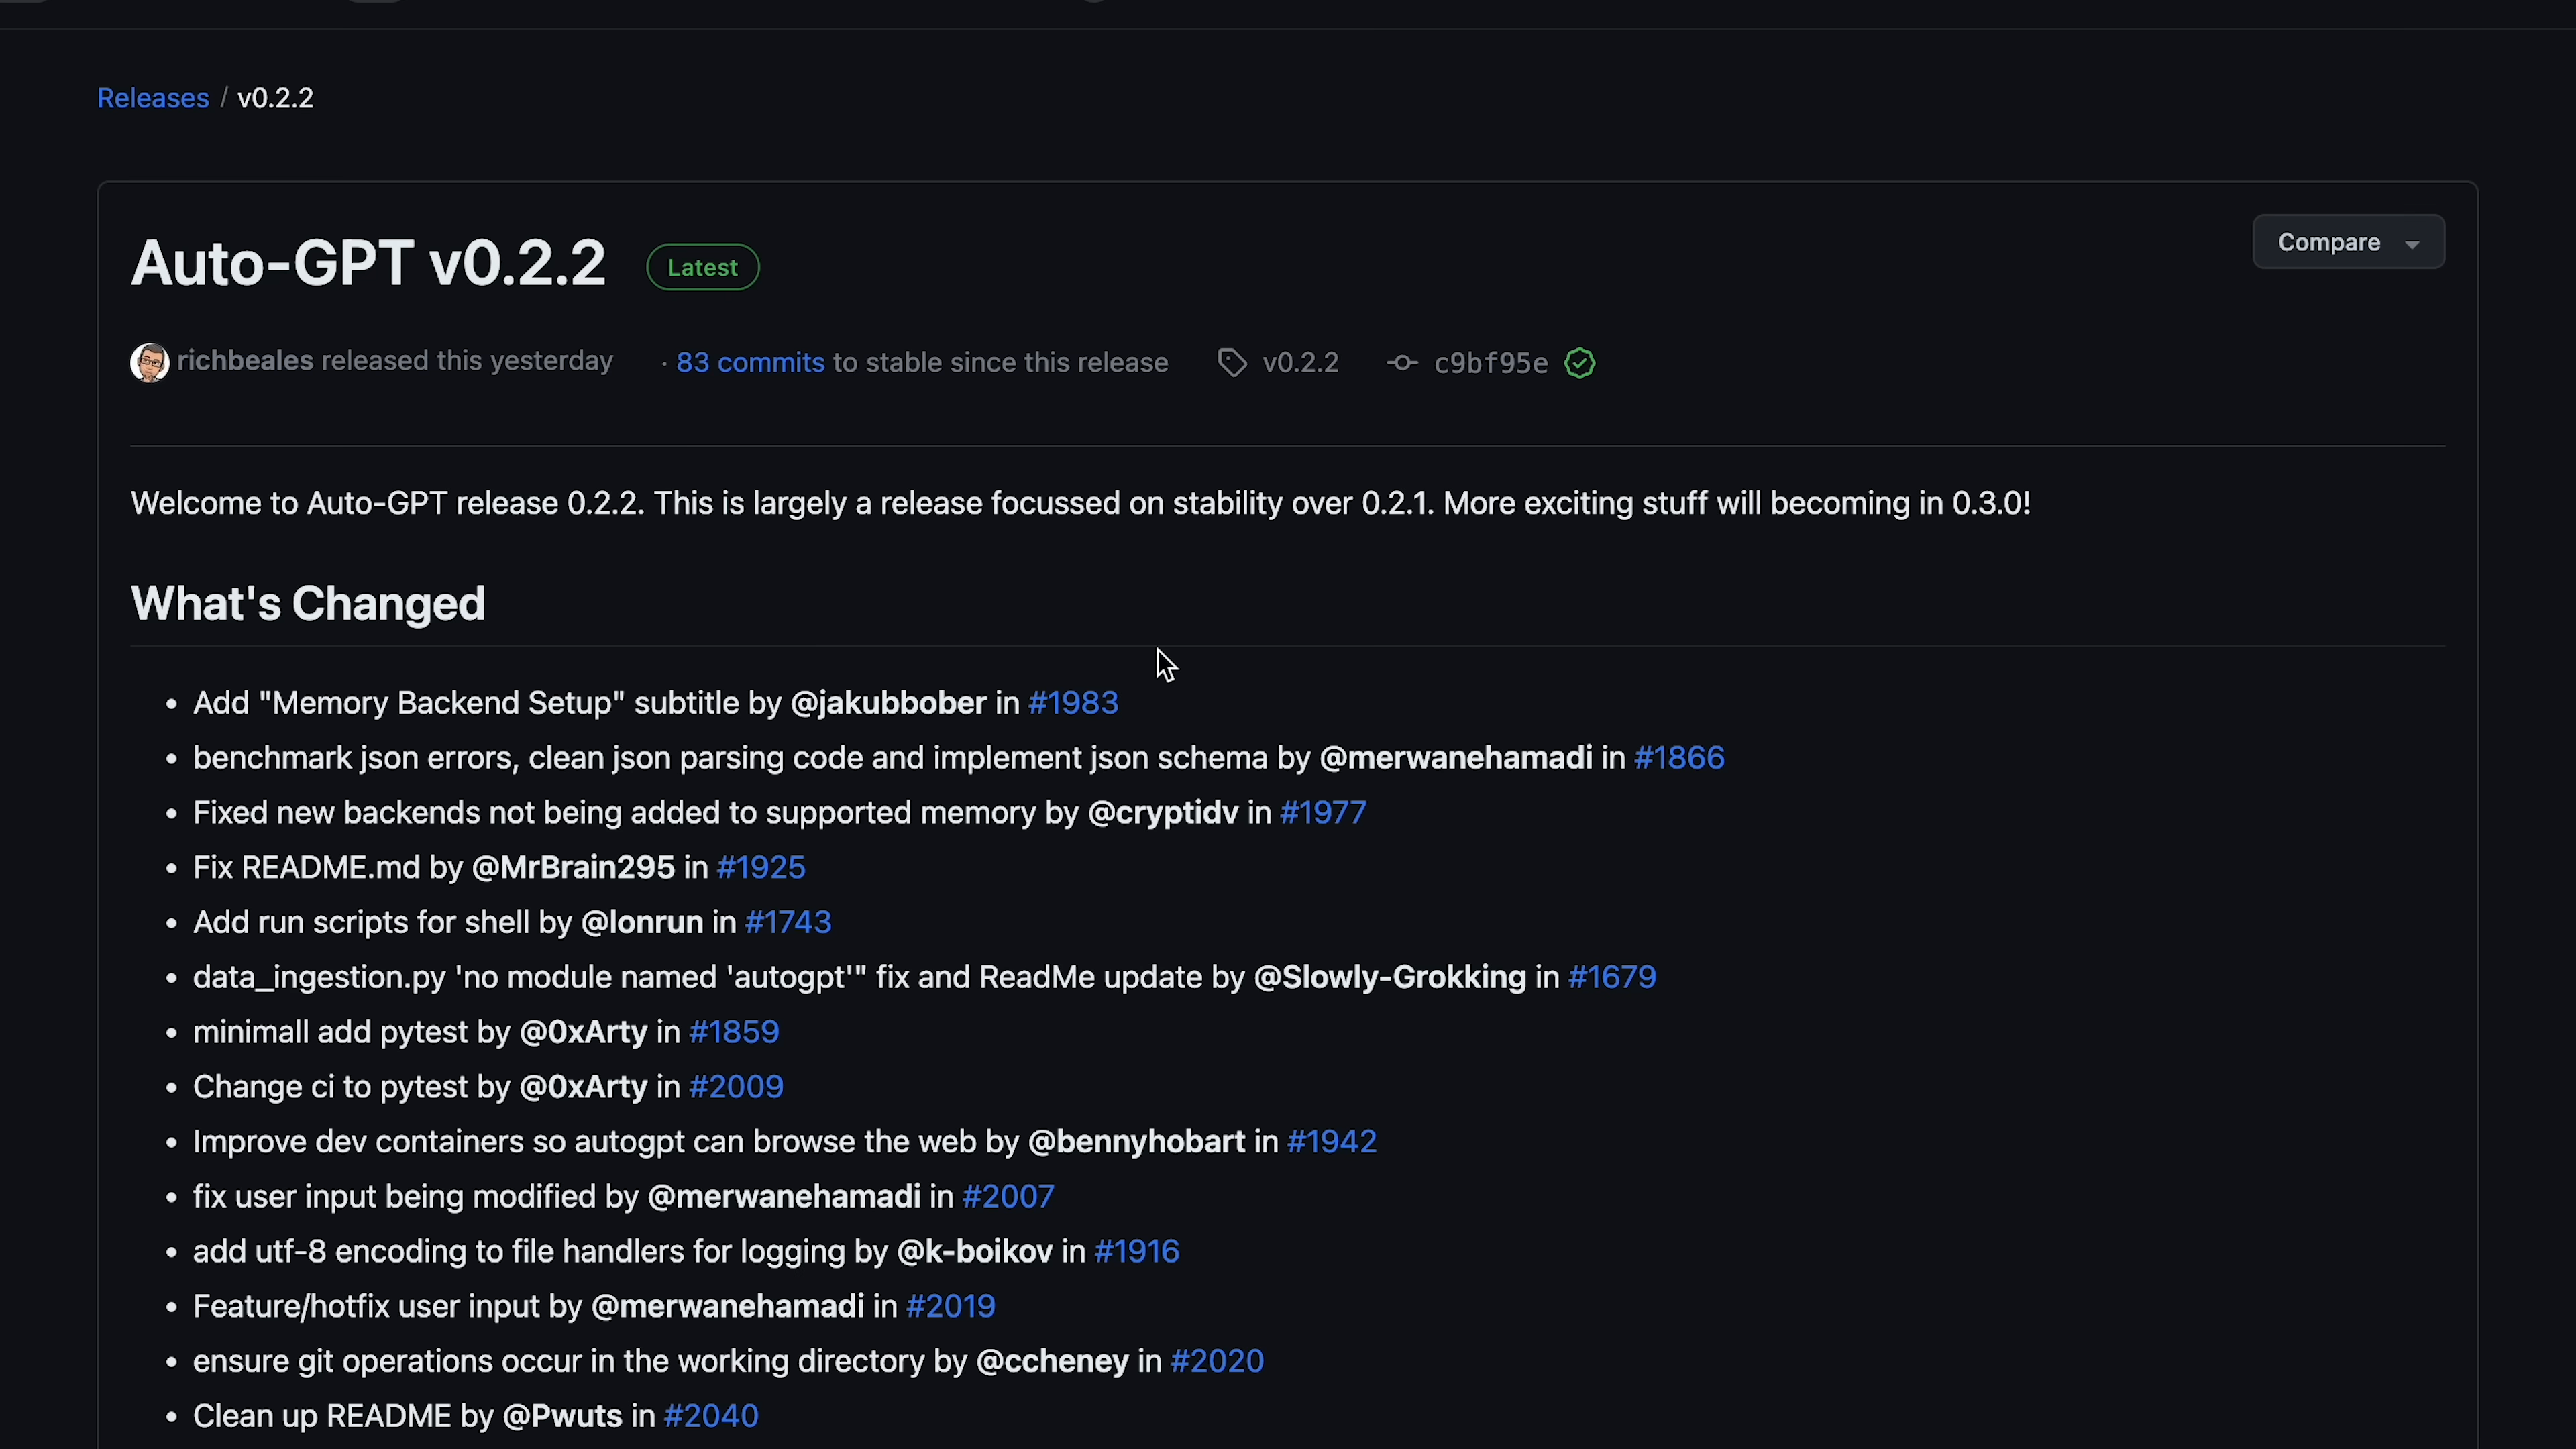 Releases / v0.2.2
Auto-GPT v0.2.2 Latest
Compare
richbeales released this yesterday · 83 commits to stable since this release v0.2.2 c9bf95e
Welcome to Auto-GPT release 0.2.2. This is largely a release focussed on stability over 0.2.1. More exciting stuff will becoming in 0.3.0!
What's Changed
• Add "Memory Backend Setup" subtitle by @jakubbober in #1983
• benchmark json errors, clean json parsing code and implement json schema by @merwanehamadi in #1866
• Fixed new backends not being added to supported memory by @cryptidv in #1977
• Fix README.md by @MrBrain295 in #1925
• Add run scripts for shell by @lonrun in #1743
• data_ingestion.py 'no module named 'autogpt'" fix and ReadMe update by @Slowly-Grokking in #1679
• minimall add pytest by @0xArty in #1859
• Change ci to pytest by @0xArty in #2009
• Improve dev containers so autogpt can browse the web by @bennyhobart in #1942
• fix user input being modified by @merwanehamadi in #2007
• add utf-8 encoding to file handlers for logging by @k-boikov in #1916
• Feature/hotfix user input by @merwanehamadi in #2019
• ensure git operations occur in the working directory by @ccheney in #2020
• Clean up README by @Pwuts in #2040